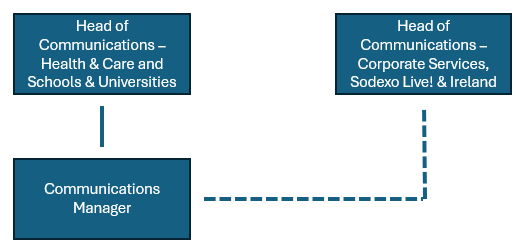 Head of
Communications –
Health & Care and
Schools & Universities
Head of
Communications –
Corporate Services,
Sodexo Live! & Ireland
Communications
Manager